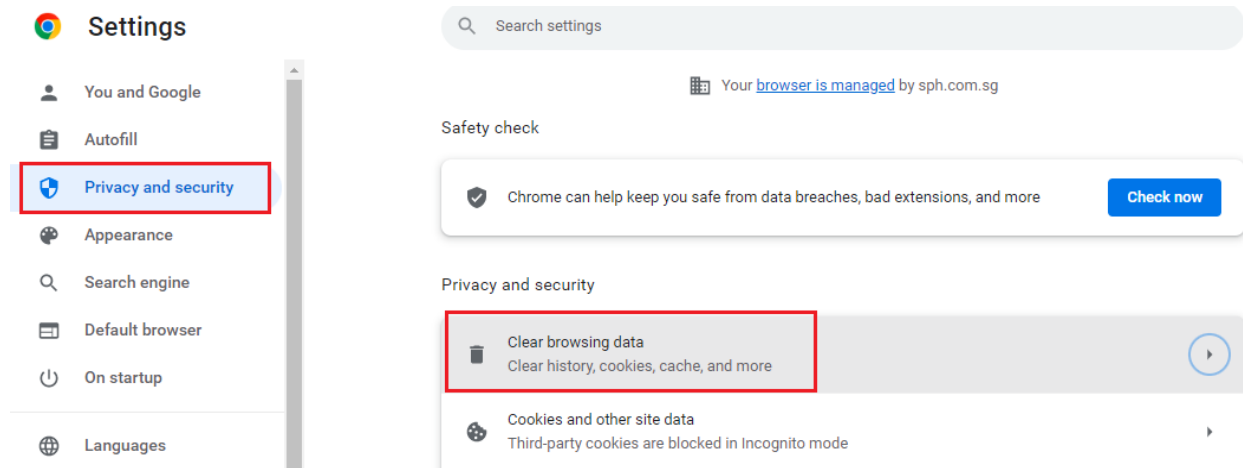 Settings
Search settings
You and Google
Autofill
Privacy and security
Appearance
Search engine
Default browser
On startup
Languages
Your browser is managed by sph.com.sg
Safety check
Chrome can help keep you safe from data breaches, bad extensions, and more
Check now
Privacy and security
Clear browsing data
Clear history, cookies, cache, and more
Cookies and other site data
Third-party cookies are blocked in Incognito mode